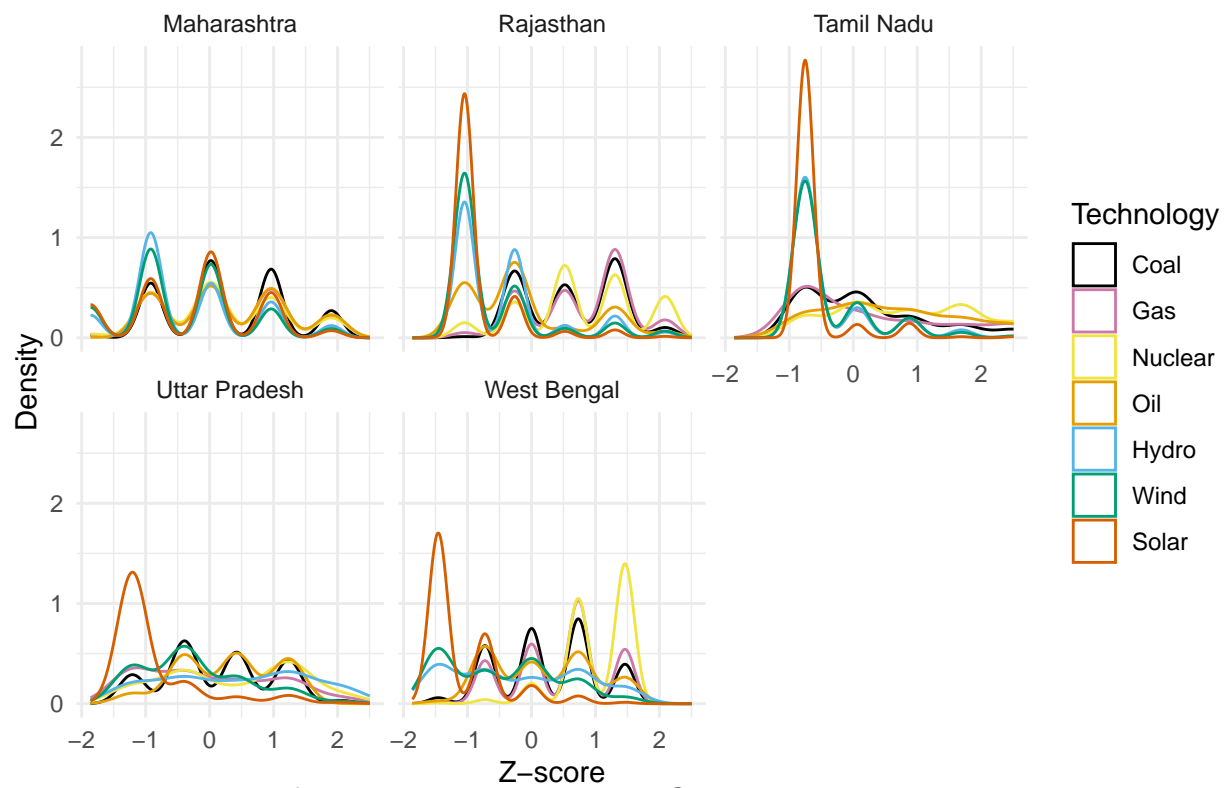 Maharashtra
Rajasthan
Tamil Nadu
2
1
0
−2 −1 0 1 2
Uttar Pradesh
West Bengal
2
1
0
−2 −1 0 1 2
−2 −1 0 1 2
Density
Z−score
Technology
Coal
Gas
Nuclear
Oil
Hydro
Wind
Solar